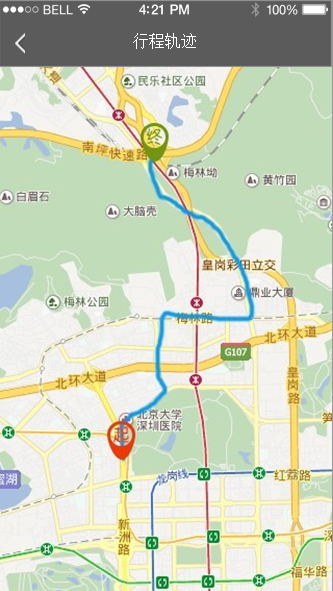 BELL 4:21 PM 100%
行程轨迹
民乐社区公园
终
南坪快速路
梅林坳
黄竹园
白眉石
大脑壳
皇岗彩田立交
梅林公园
鼎业大厦
梅林路
北环大道
G107
北环大道
皇岗路
北京大学
深圳医院
起
龙岗线
红荔路
新洲路
福华路